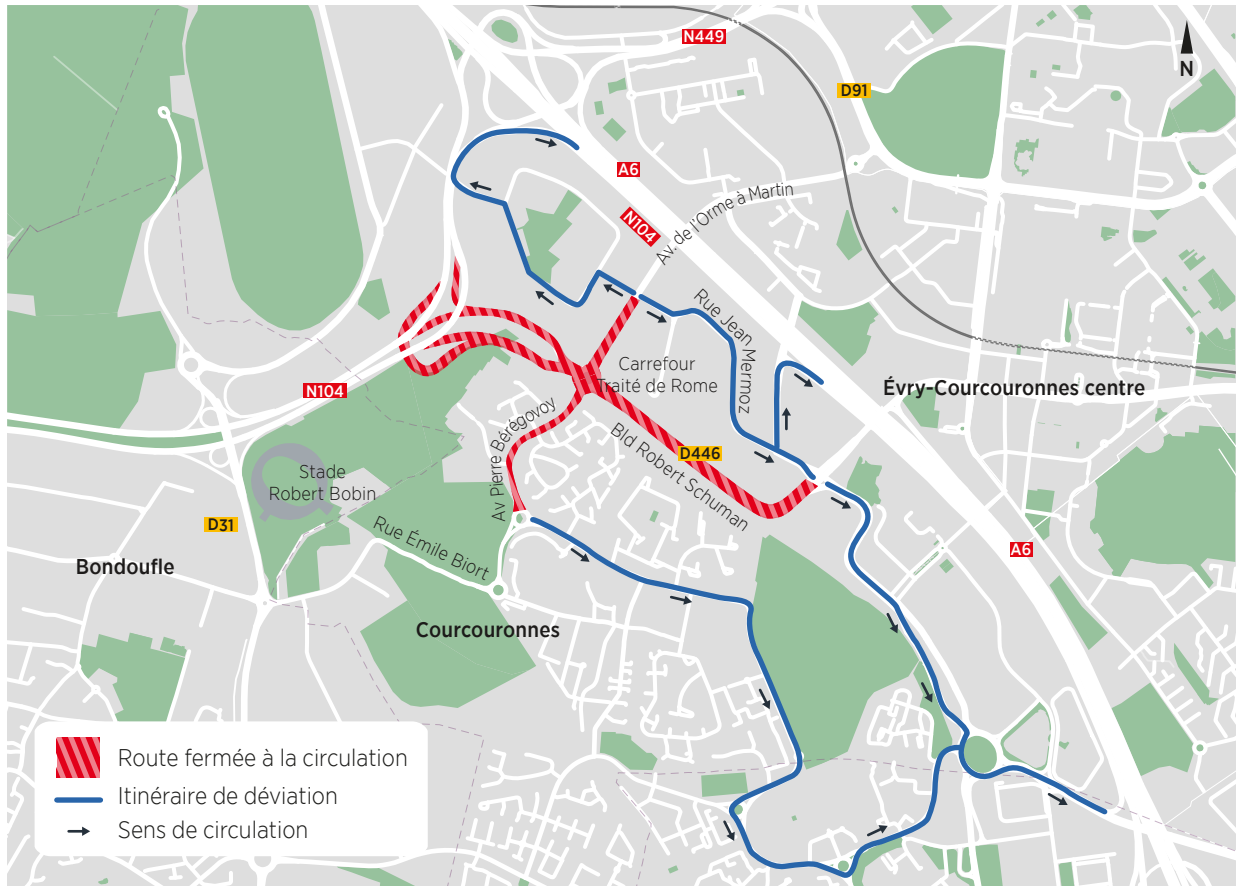 N449
N
D91
A6
Av. de l'Orme à Martin
N104
Rue Jean Mermoz
Carrefour
Traité de Rome
N104
Évry-Courcouronnes centre
Av Pierre Bérégovoy
D446
Bld Robert Schuman
Stade
Robert Bobin
D31
Rue Émile Biort
A6
Bondoufle
Courcouronnes
Route fermée à la circulation
Itinéraire de déviation
Sens de circulation